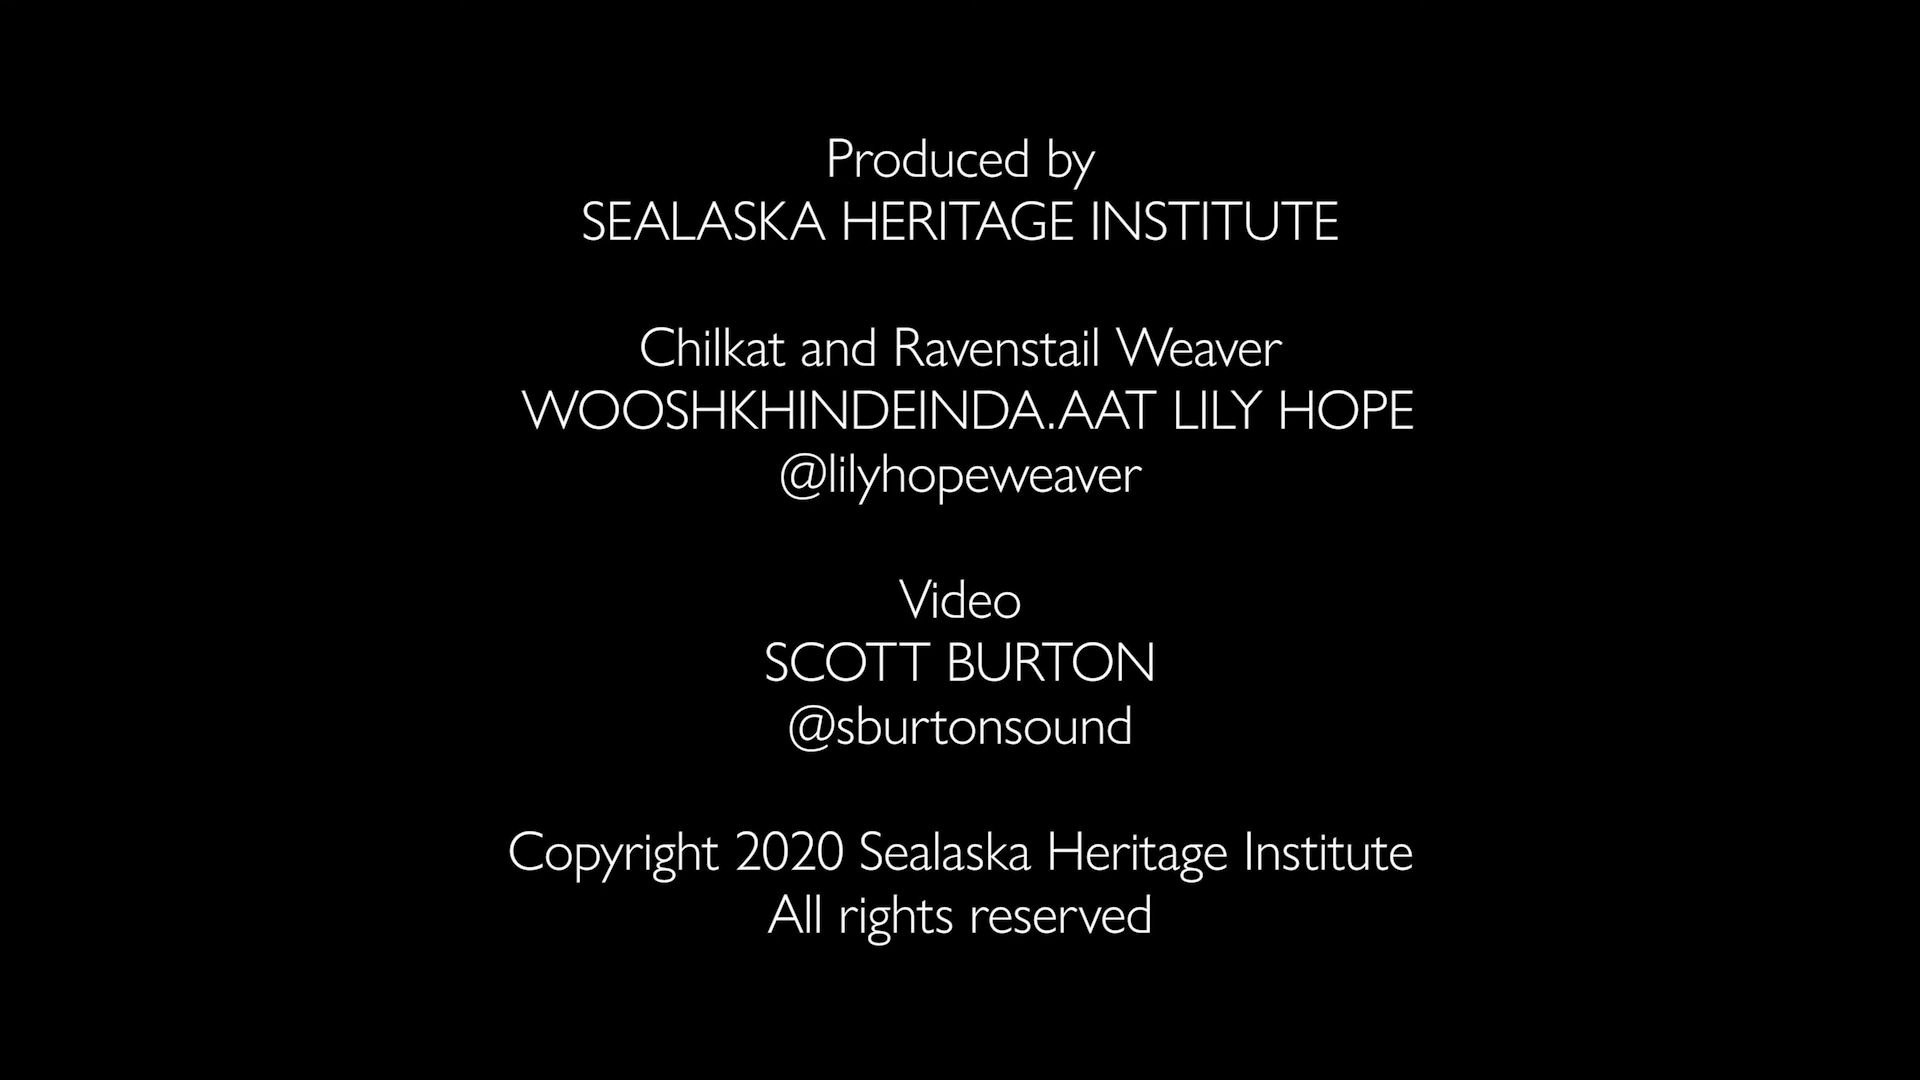 Produced by
SEALASKA HERITAGE INSTITUTE
Chilkat and Ravenstail Weaver
WOOSHKHINDEINDA.AAT LILY HOPE
@lilyhopeweaver
Video
SCOTT BURTON
@sburtonsound
Copyright 2020 Sealaska Heritage Institute
All rights reserved